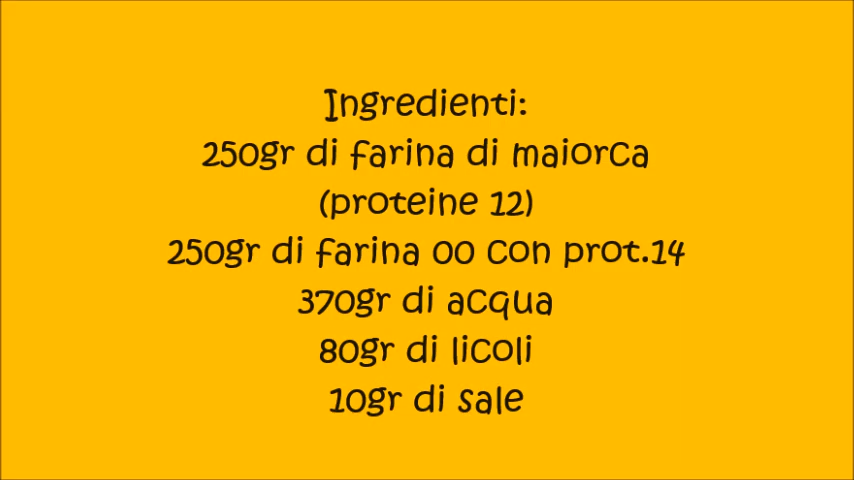 Ingredienti:
250gr di farina di maiorca
(proteine 12)
250gr di farina 00 con prot.14
370gr di acqua
80gr di licoli
10gr di sale